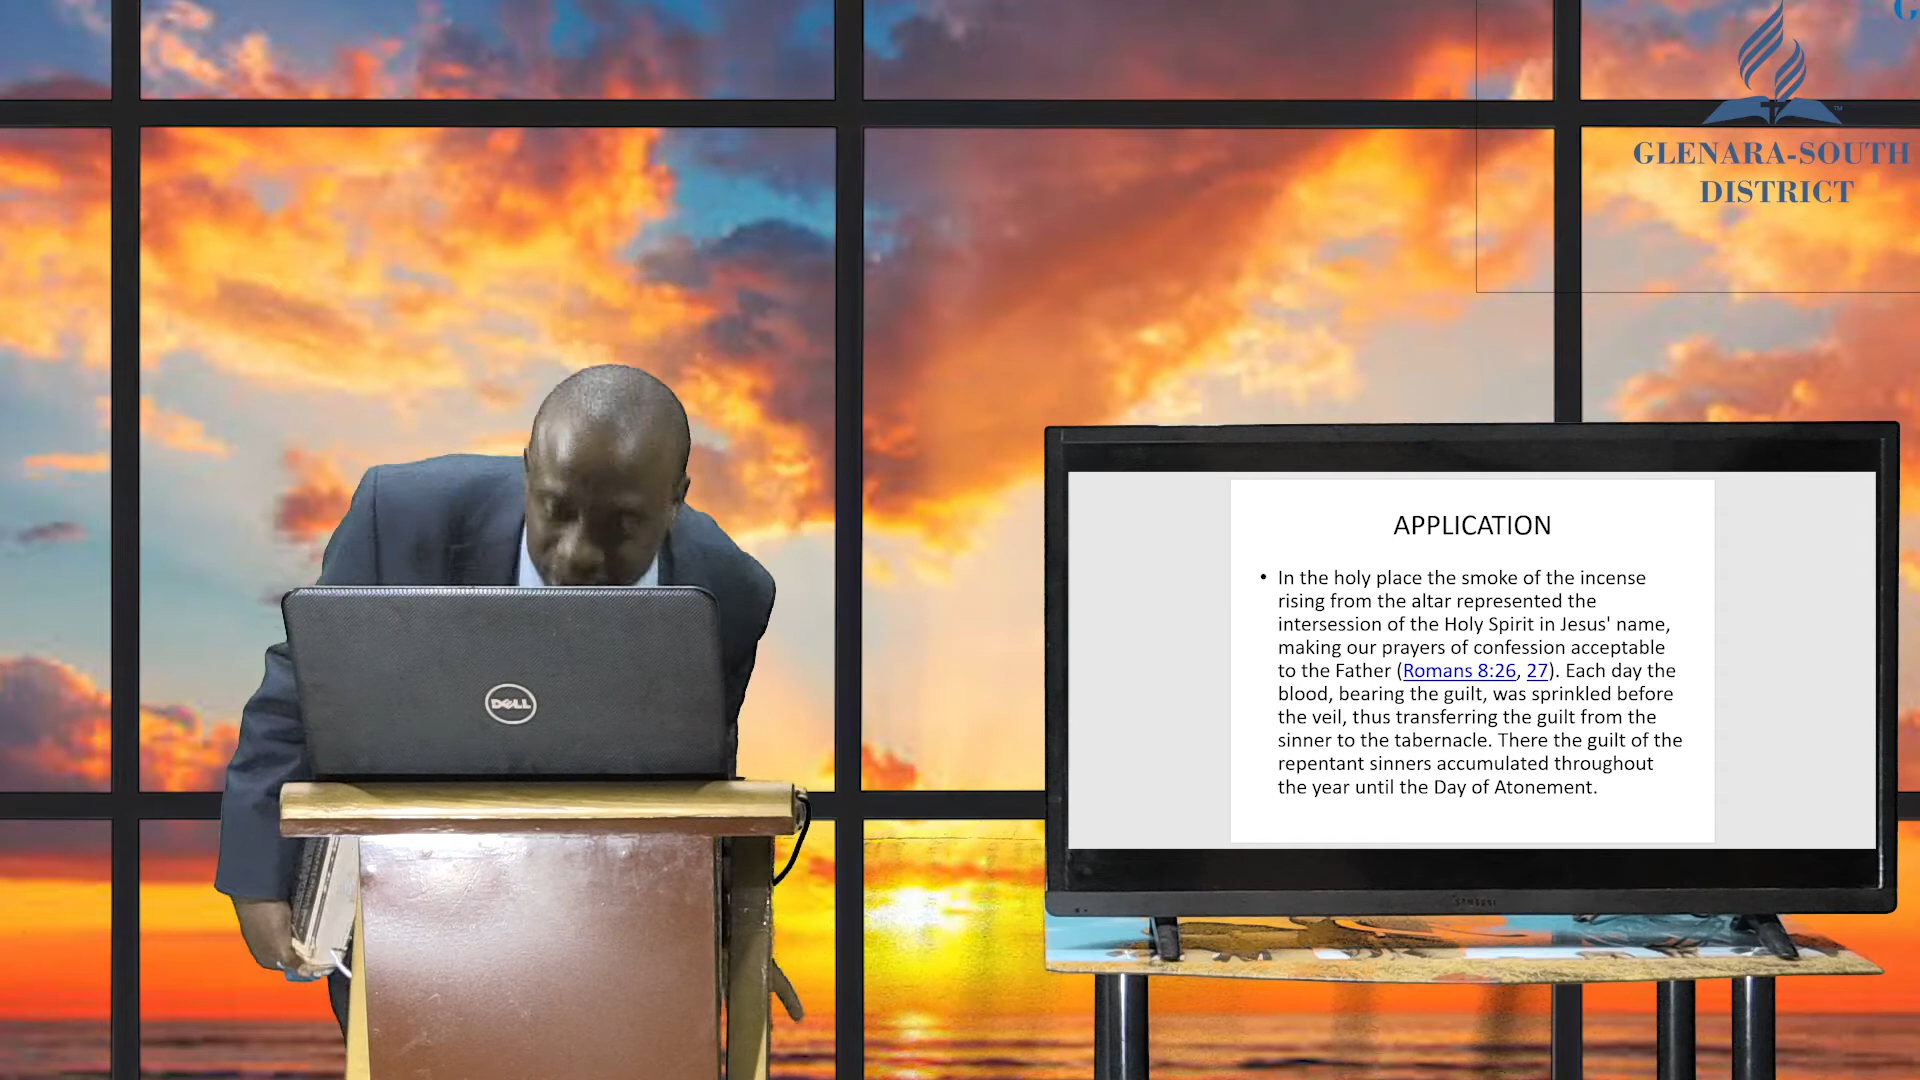 G
GLENARA-SOUTH
DISTRICT
APPLICATION
• In the holy place the smoke of the incense
rising from the altar represented the
intersession of the Holy Spirit in Jesus' name,
making our prayers of confession acceptable
to the Father (Romans 8:26, 27). Each day the
blood, bearing the guilt, was sprinkled before
the veil, thus transferring the guilt from the
sinner to the tabernacle. There the guilt of the
repentant sinners accumulated throughout
the year until the Day of Atonement.
DELL
SAMSUNG